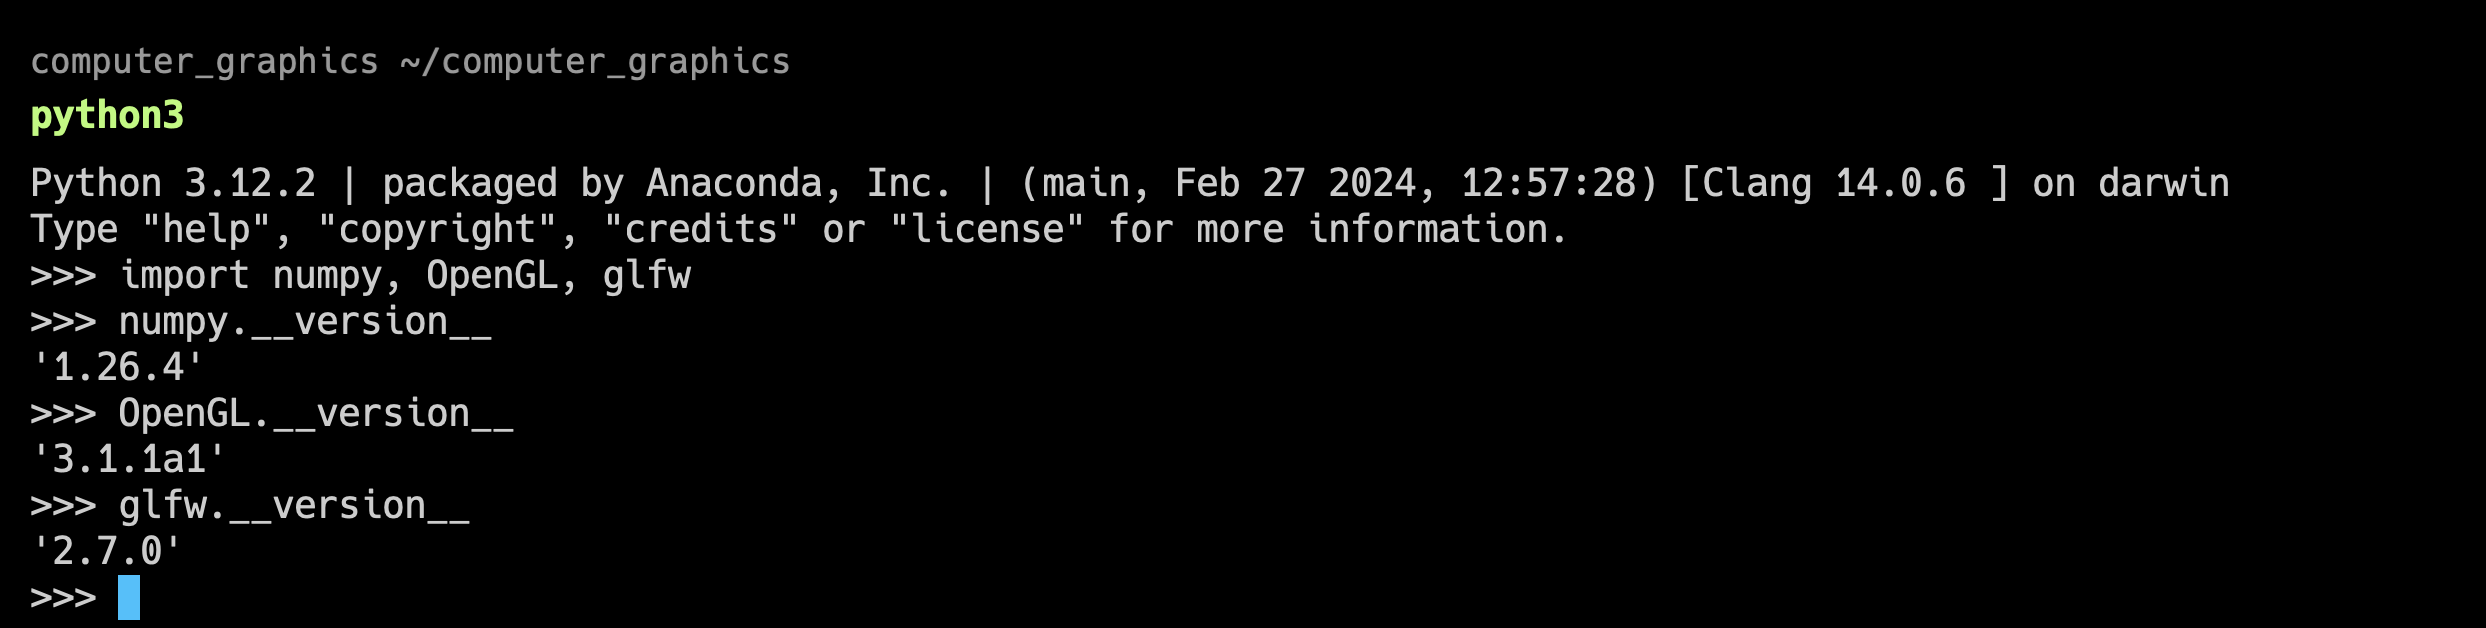 computer_graphics ~/computer_graphics
python3
Python 3.12.2 | packaged by Anaconda, Inc. | (main, Feb 27 2024, 12:57:28) [Clang 14.0.6 ] on darwin
Type "help", "copyright", "credits" or "license" for more information.
>>> import numpy, OpenGL, glfw
>>> numpy.__version__
'1.26.4'
>>> OpenGL.__version__
'3.1.1a1'
>>> glfw.__version__
'2.7.0'
>>>